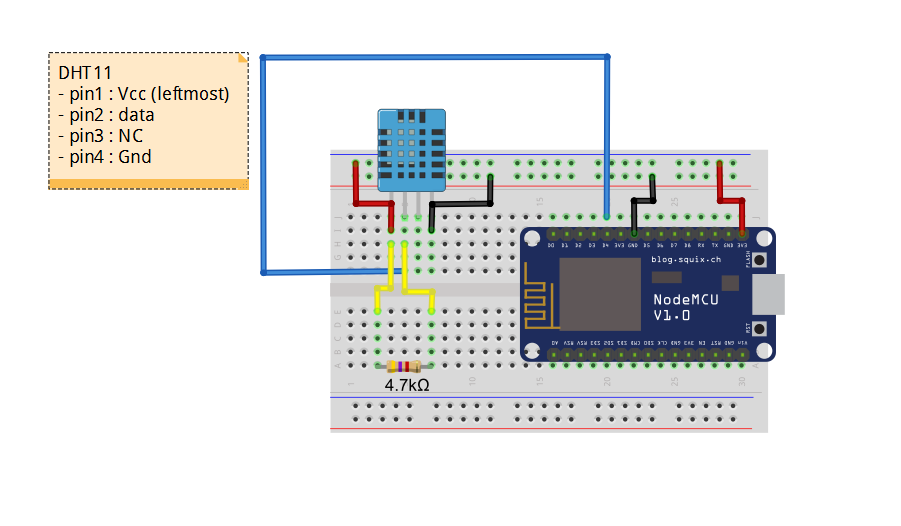 DHT11
- pin1 : Vcc (leftmost)
- pin2 : data
- pin3 : NC
- pin4 : Gnd
15
25
J
J
I
H
G
D0 D1 D2 D3 D4 3V3 GND D5 D6 D7 D8 RX TX GND 3V3
FLASH
blog.squix.ch
NodeMCU
V1.0
RST
E
D
C
B
A
A0 RSV RSV SD3 SD2 SD1 CMD SD0 CLK GND 3V3 EN RST GND Vin
A
4.7kΩ
1
10
15
20
25
30